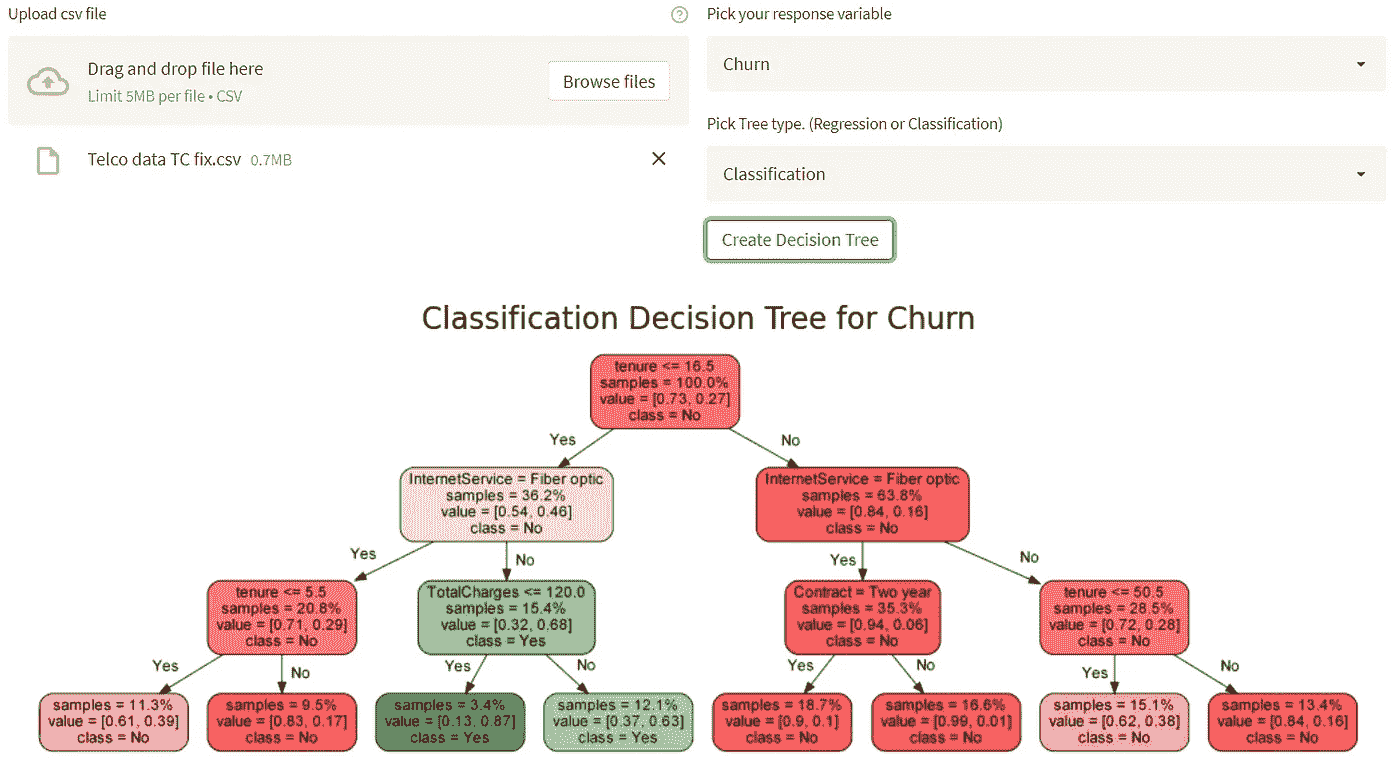 Upload csv file
Drag and drop file here
Limit 5MB per file • CSV
Browse files
Telco data TC fix.csv 0.7MB
Pick your response variable
Churn
Pick Tree type. (Regression or Classification)
Classification
Create Decision Tree
Classification Decision Tree for Churn
tenure <= 16.5
samples = 100.0%
value = [0.73, 0.27]
class = No
Yes
No
InternetService = Fiber optic
samples = 36.2%
value = [0.54, 0.46]
class = No
InternetService = Fiber optic
samples = 63.8%
value = [0.84, 0.16]
class = No
Yes
No
Yes
No
tenure <= 5.5
samples = 20.8%
value = [0.71, 0.29]
class = No
TotalCharges <= 120.0
samples = 15.4%
value = [0.32, 0.68]
class = Yes
Contract = Two year
samples = 35.3%
value = [0.94, 0.06]
class = No
tenure <= 50.5
samples = 28.5%
value = [0.72, 0.28]
class = No
Yes
No
Yes
No
Yes
No
Yes
No
samples = 11.3%
value = [0.61, 0.39]
class = No
samples = 9.5%
value = [0.83, 0.17]
class = No
samples = 3.4%
value = [0.13, 0.87]
class = Yes
samples = 12.1%
value = [0.37, 0.63]
class = Yes
samples = 18.7%
value = [0.9, 0.1]
class = No
samples = 16.6%
value = [0.99, 0.01]
class = No
samples = 15.1%
value = [0.62, 0.38]
class = No
samples = 13.4%
value = [0.84, 0.16]
class = No